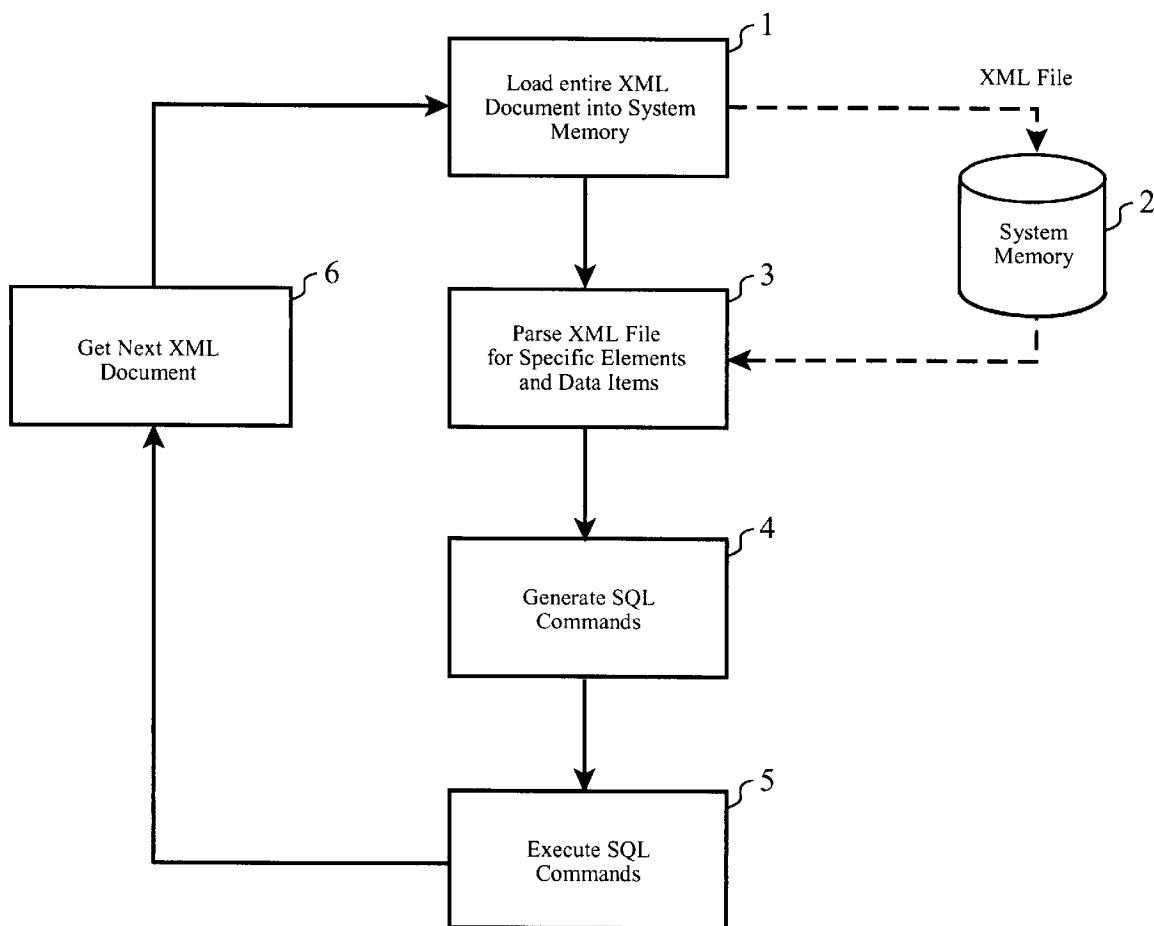 1
Load entire XML
Document into System
Memory
XML File
2
System
Memory
6
Get Next XML
Document
3
Parse XML File
for Specific Elements
and Data Items
4
Generate SQL
Commands
5
Execute SQL
Commands